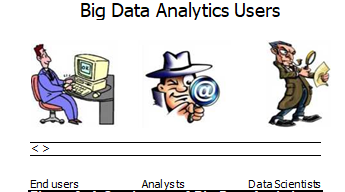 Big Data Analytics Users
@
< >
End users Analysts Data Scientists